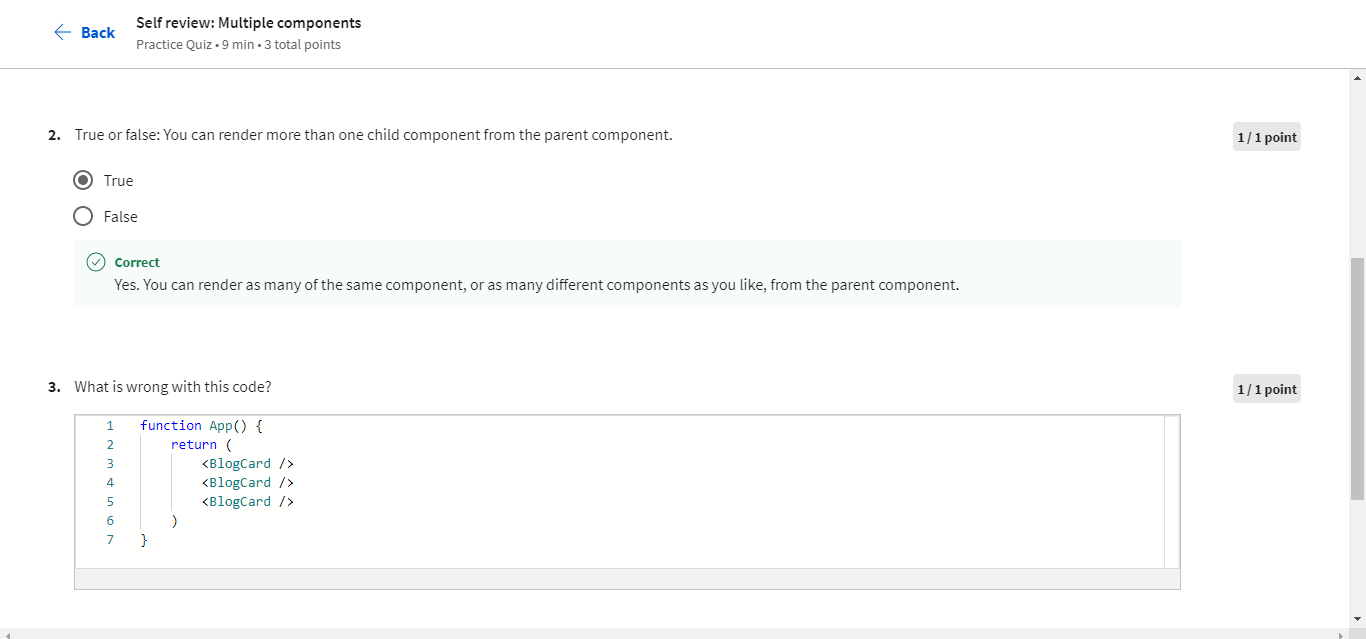 Back
Self review: Multiple components
Practice Quiz • 9 min • 3 total points
2. True or false: You can render more than one child component from the parent component.
1 / 1 point
True
False
Correct
Yes. You can render as many of the same component, or as many different components as you like, from the parent component.
3. What is wrong with this code?
1 / 1 point
1 function App() {
2 return (
3 <BlogCard />
4 <BlogCard />
5 <BlogCard />
6 )
7 }